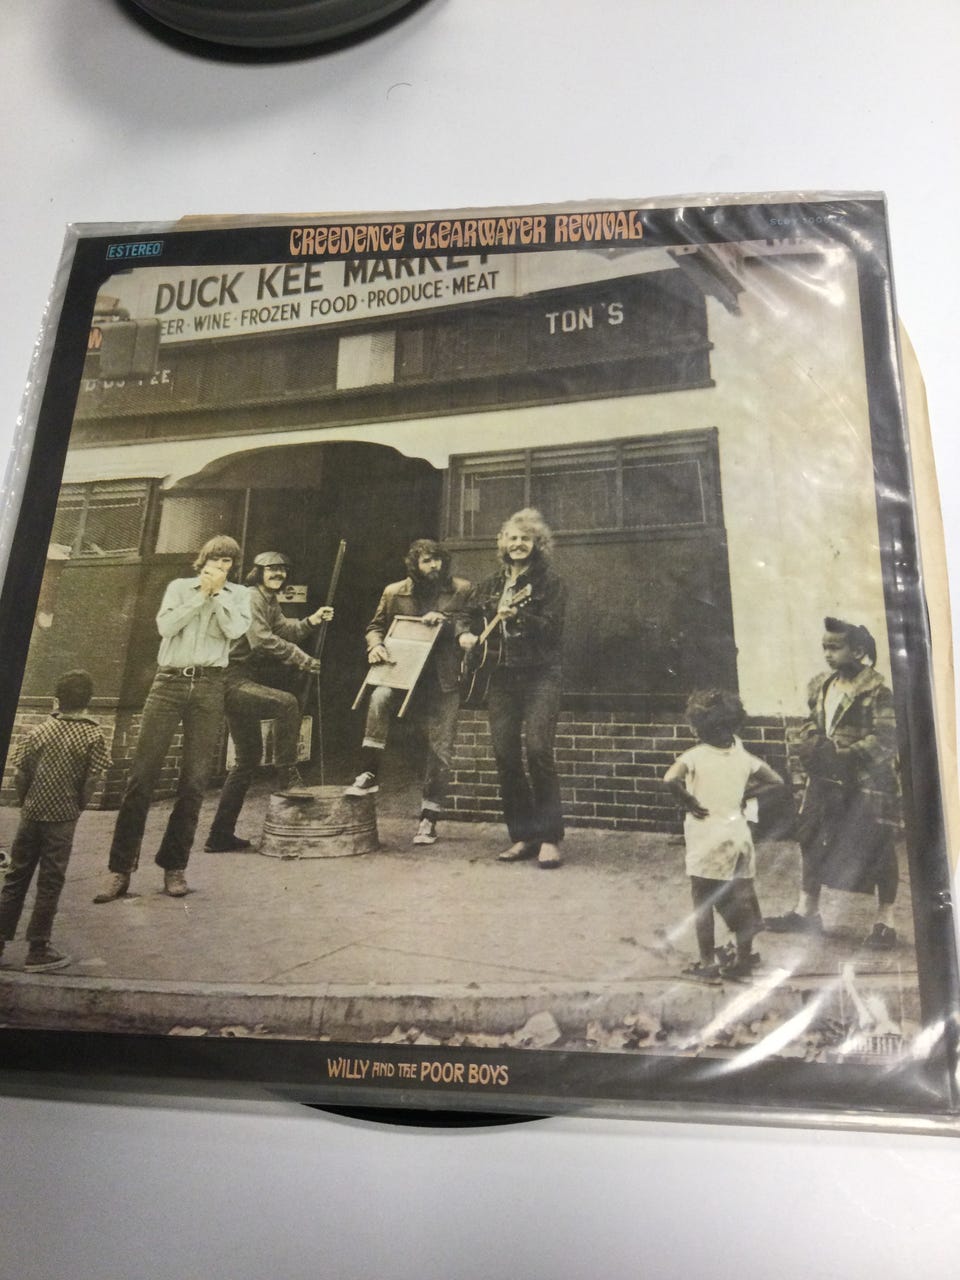 ESTEREO
CREEDENCE CLEARWATER REVIVAL
DUCK KEE MARKET
EER·WINE·FROZEN FOOD·PRODUCE·MEAT
TON'S
WILLY AND THE POOR BOYS
LIBERTY